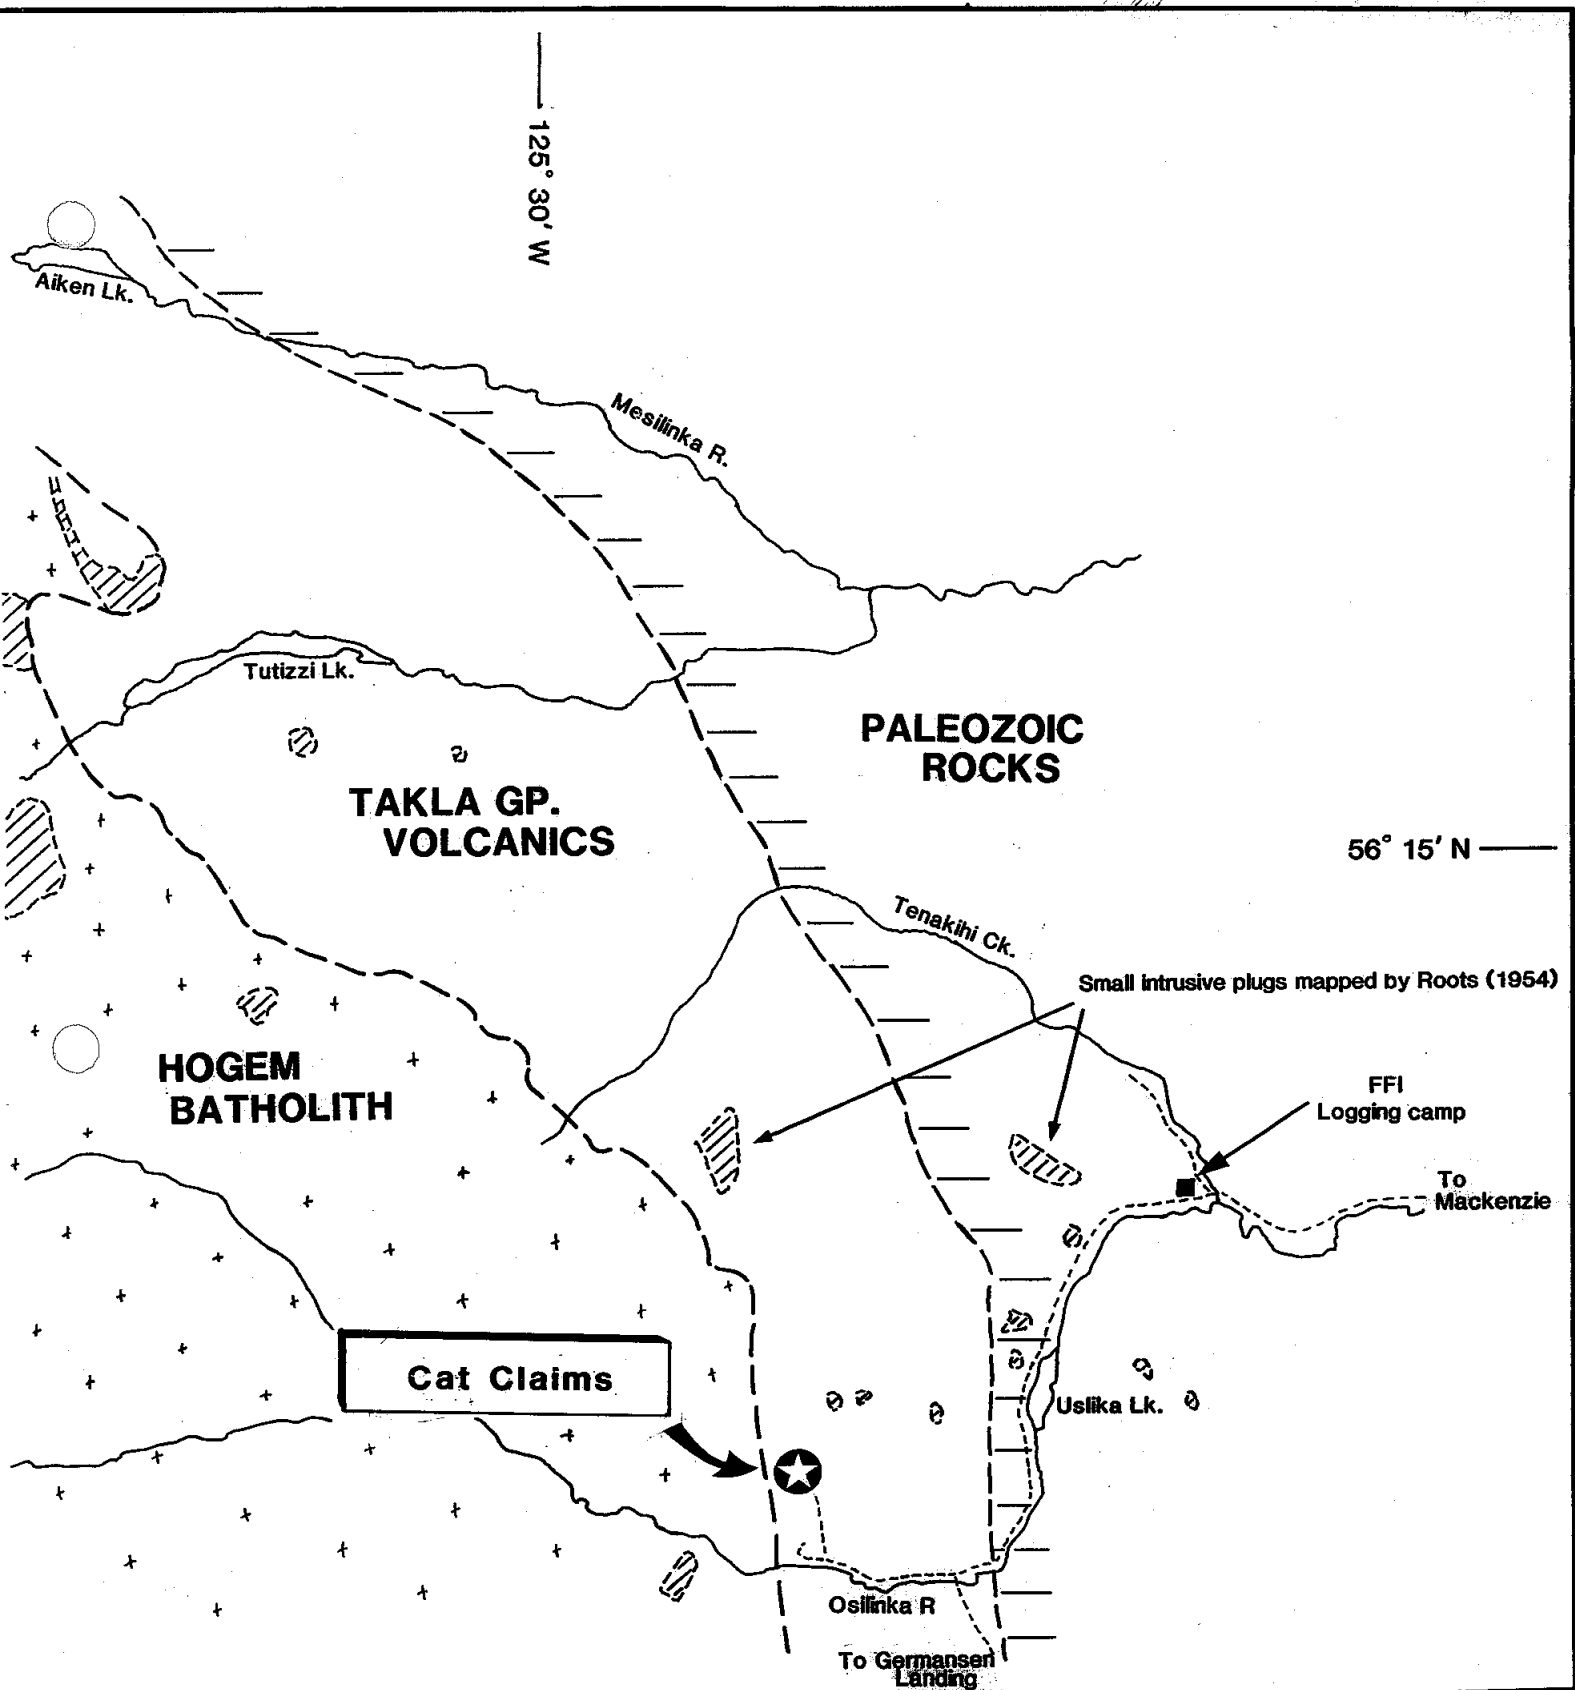 125° 30' W
Aiken Lk.
Mesilinka R.
Tutizzi Lk.
PALEOZOIC
ROCKS
TAKLA GP.
VOLCANICS
56° 15' N
Tenakihi Ck.
Small intrusive plugs mapped by Roots (1954)
HOGEM
BATHOLITH
FFI
Logging camp
To
Mackenzie
Cat Claims
Uslika Lk.
Osilinka R
To Germansen
Landing